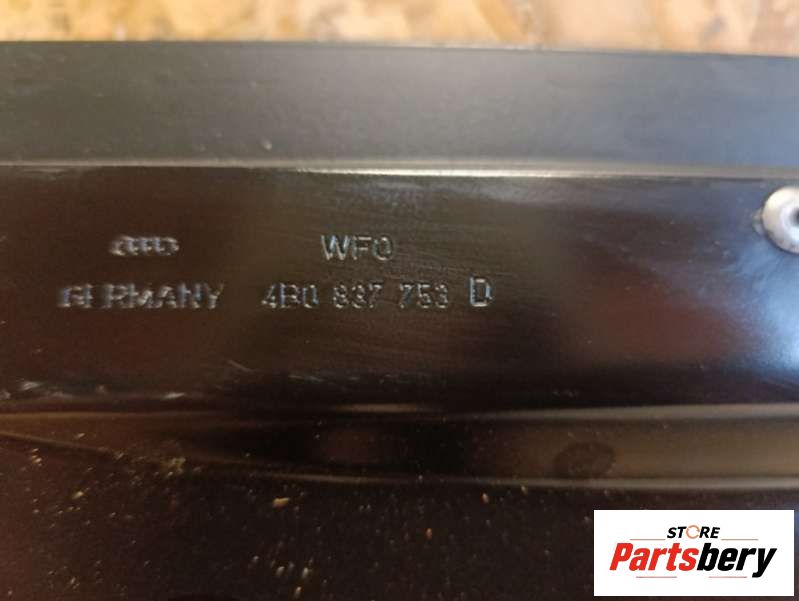 WFO
GERMANY 4B0 837 753 D
STORE
Partsbery